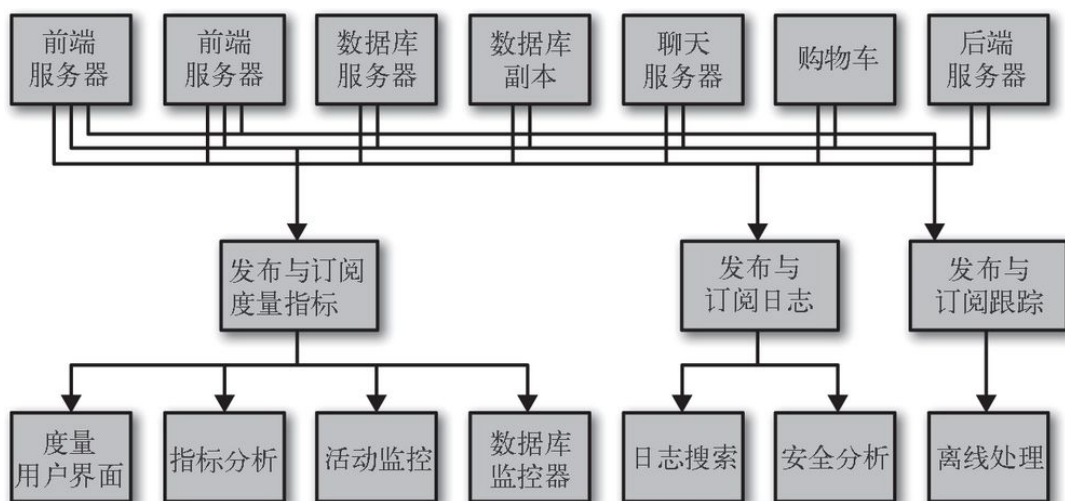 前端
服务器
前端
服务器
数据库
服务器
数据库
副本
聊天
服务器
购物车
后端
服务器
发布与订阅
度量指标
发布与
订阅日志
发布与
订阅跟踪
度量
用户界面
指标分析
活动监控
数据库
监控器
日志搜索
安全分析
离线处理